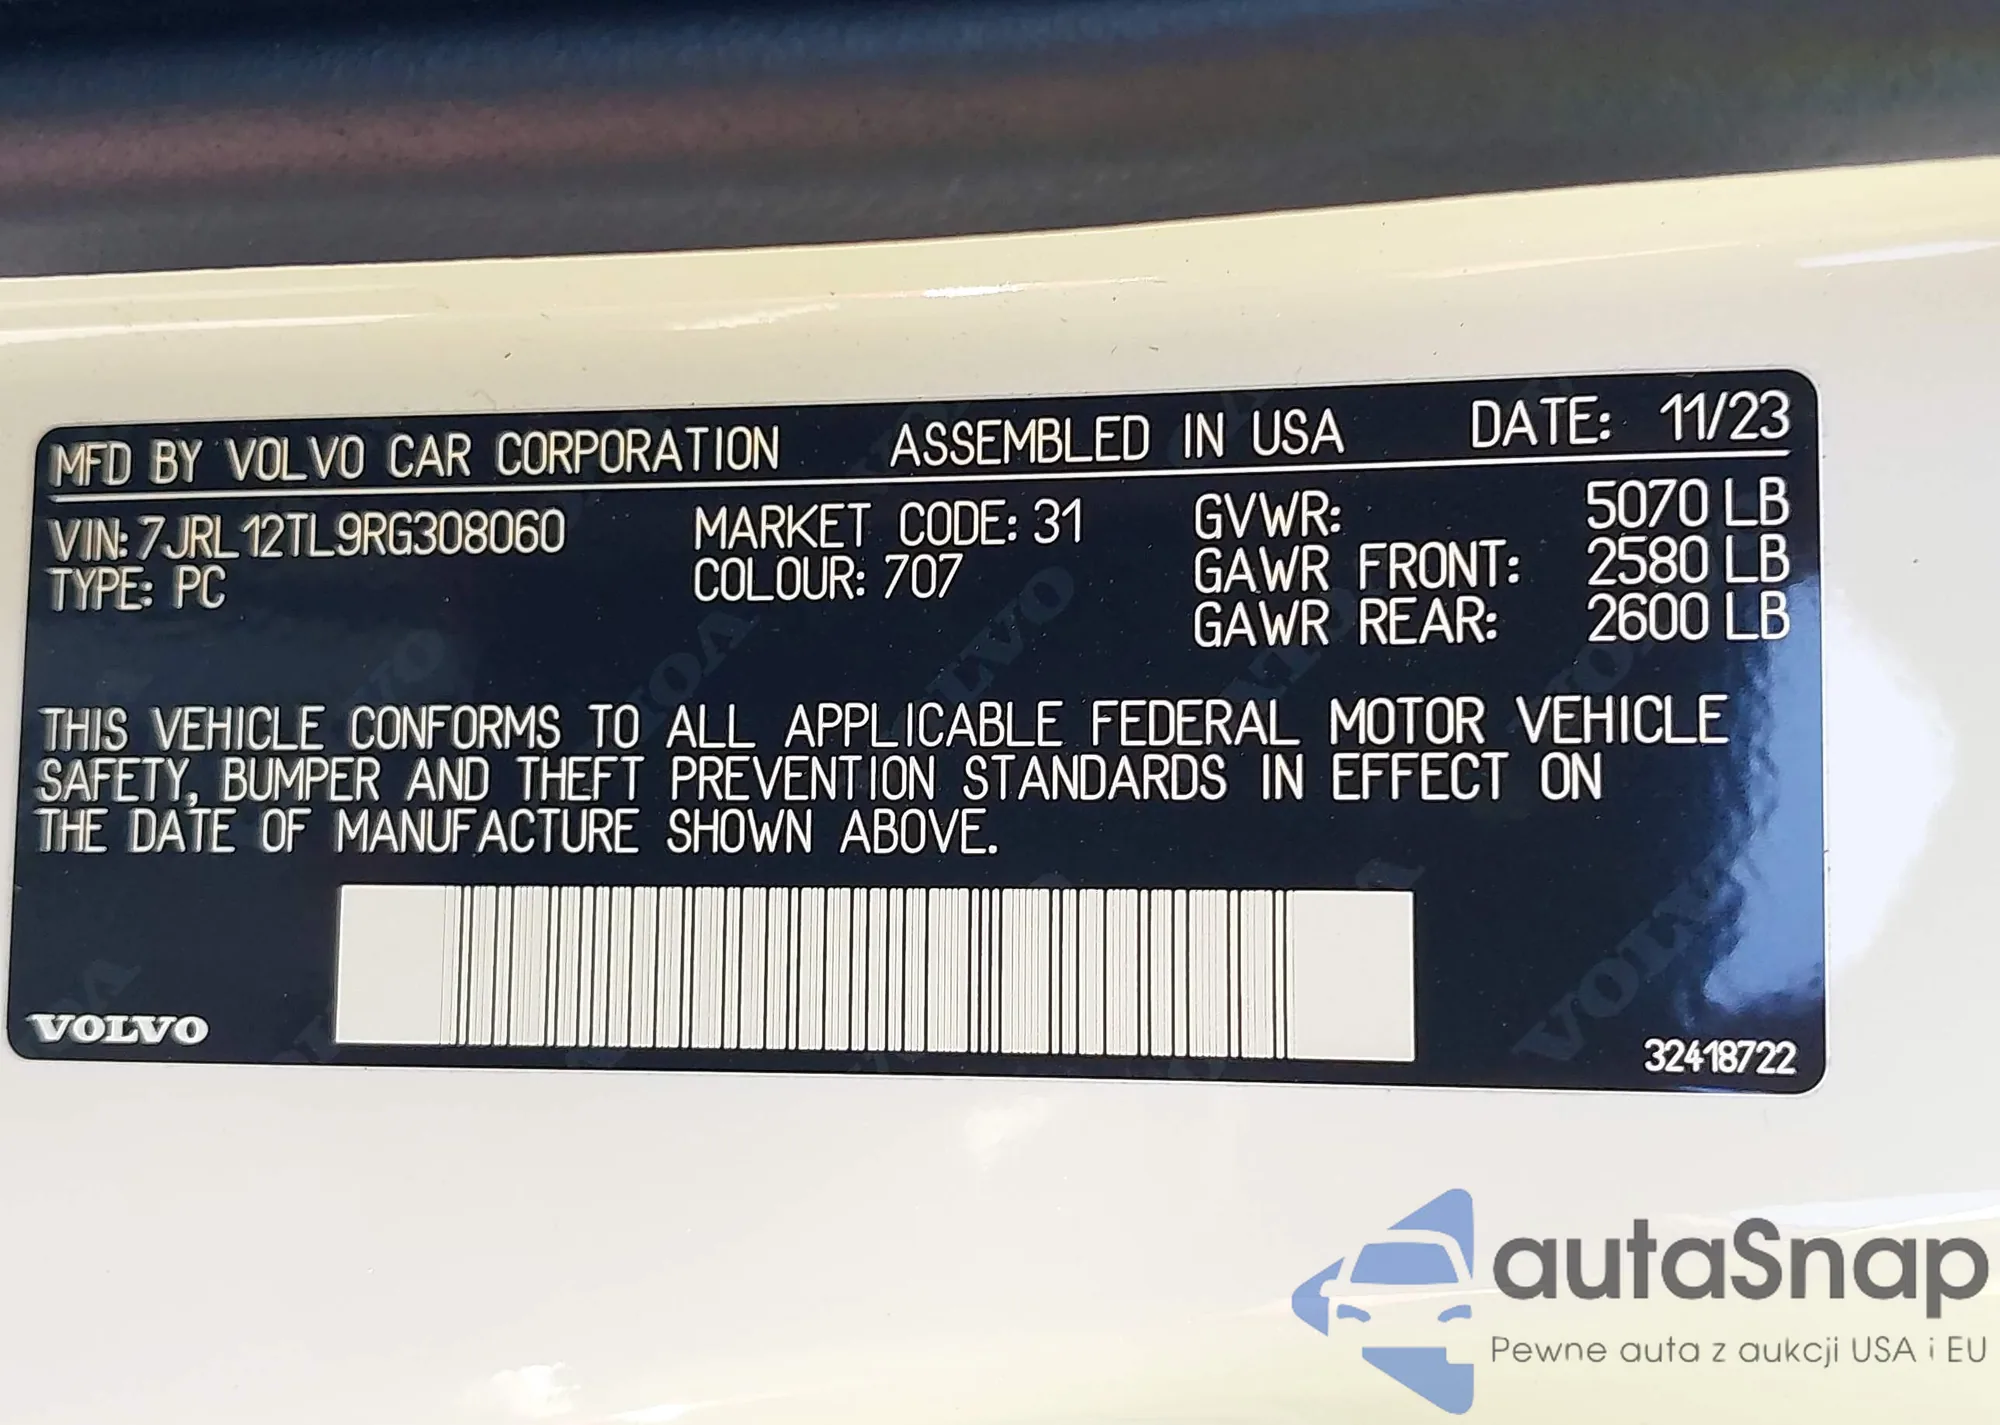 MFD BY VOLVO CAR CORPORATION ASSEMBLED IN USA DATE: 11/23
VIN: 7JRL12TL9RG308060 MARKET CODE: 31 GVWR: 5070 LB
TYPE: PC COLOUR: 707 GAWR FRONT: 2580 LB
GAWR REAR: 2600 LB
THIS VEHICLE CONFORMS TO ALL APPLICABLE FEDERAL MOTOR VEHICLE
SAFETY, BUMPER AND THEFT PREVENTION STANDARDS IN EFFECT ON
THE DATE OF MANUFACTURE SHOWN ABOVE.
VOLVO
32418722
autaSnap
Pewne auta z aukcji USA i EU